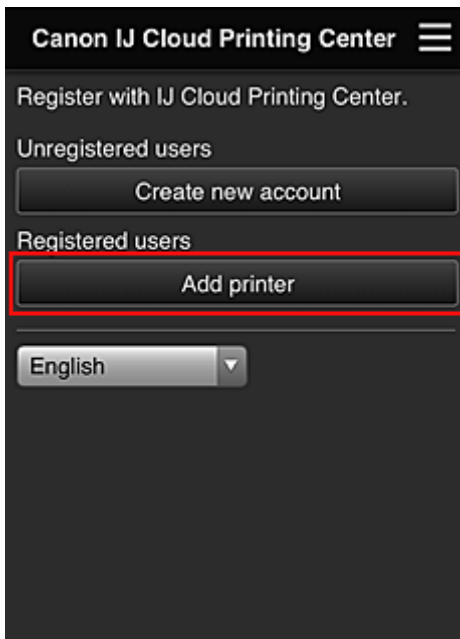 Canon IJ Cloud Printing Center
Register with IJ Cloud Printing Center.
Unregistered users
Create new account
Registered users
Add printer
English